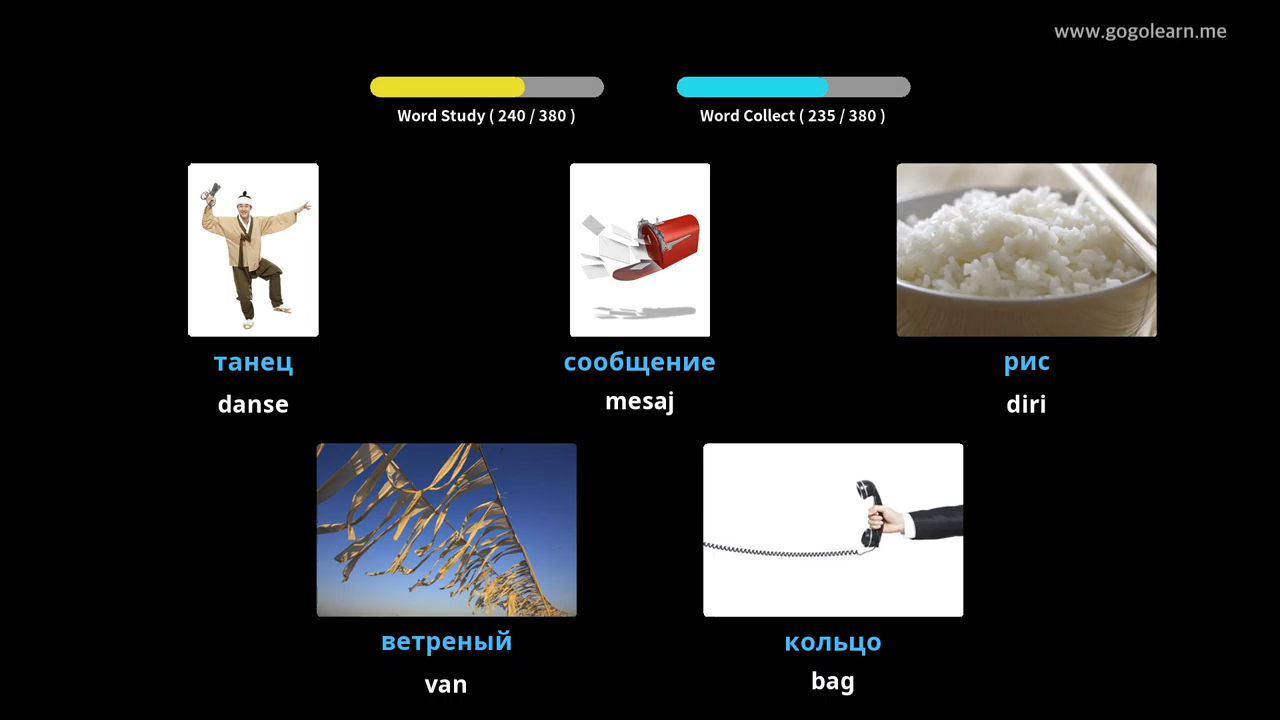 www.gogolearn.me
Word Study ( 240 / 380 )
Word Collect ( 235 / 380 )
танец
danse
сообщение
mesaj
рис
diri
ветреный
van
кольцо
bag